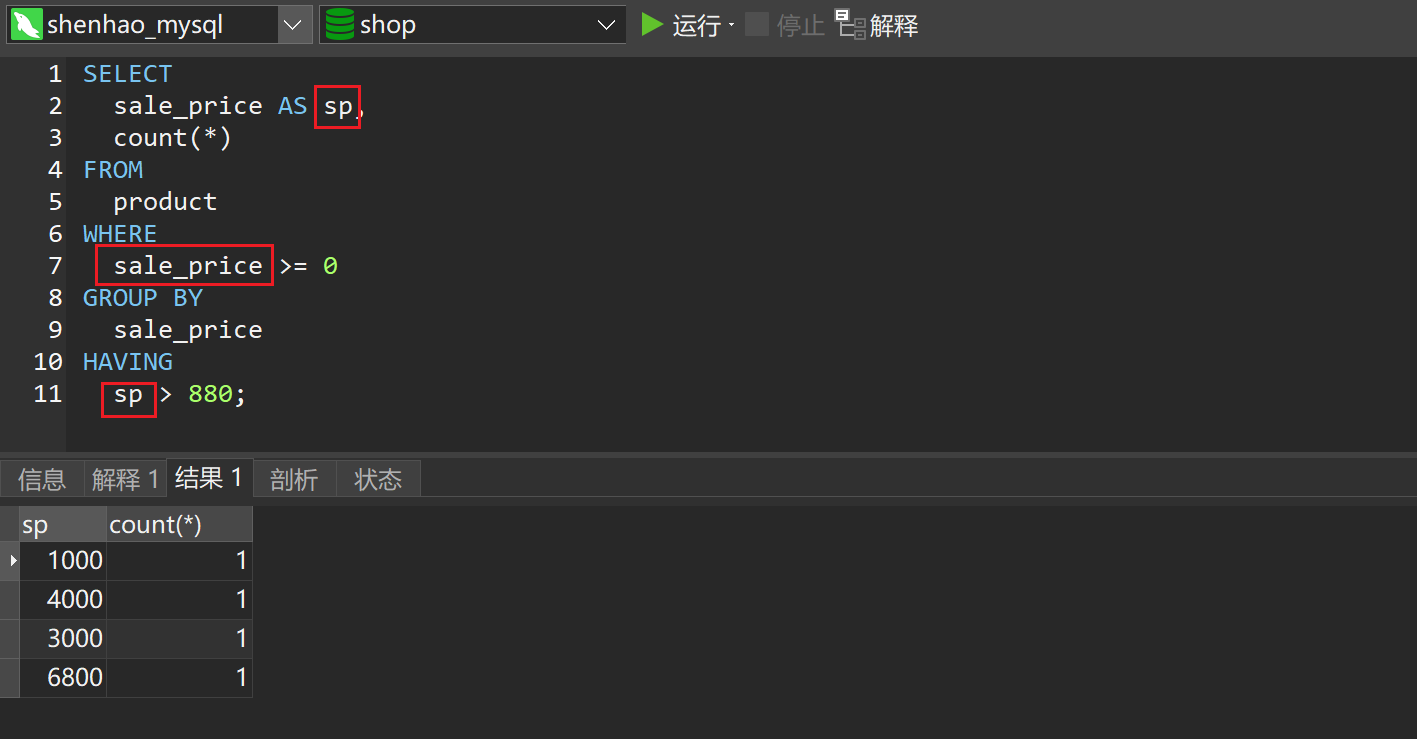 shenhao_mysql shop 运行 停止 解释
1 SELECT
2 sale_price AS sp,
3 count(*)
4 FROM
5 product
6 WHERE
7 sale_price >= 0
8 GROUP BY
9 sale_price
10 HAVING
11 sp > 880;
信息 解释 1 结果 1 剖析 状态
sp count(*)
1000 1
4000 1
3000 1
6800 1